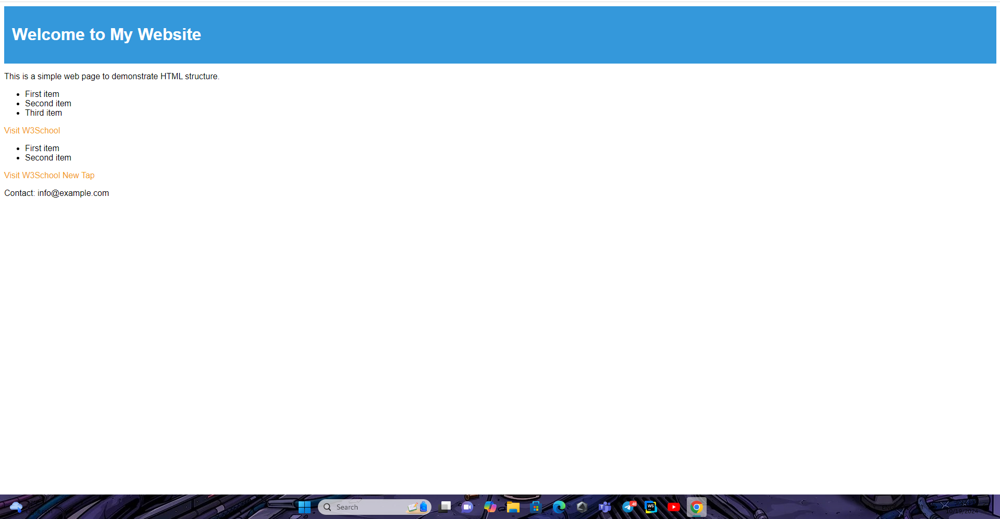 Welcome to My Website
This is a simple web page to demonstrate HTML structure.
First item
Second item
Third item
Visit W3School
First item
Second item
Visit W3School New Tap
Contact: info@example.com
Search
48
WS
10/19/2024